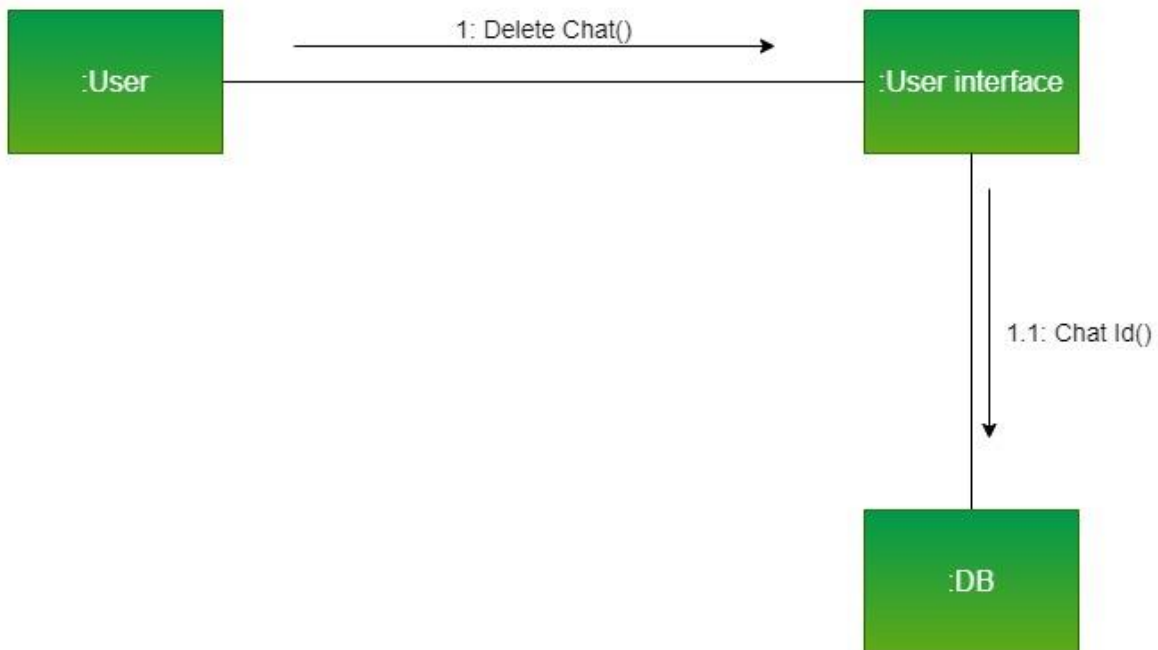 1: Delete Chat()
:User
:User interface
1.1: Chat Id()
:DB